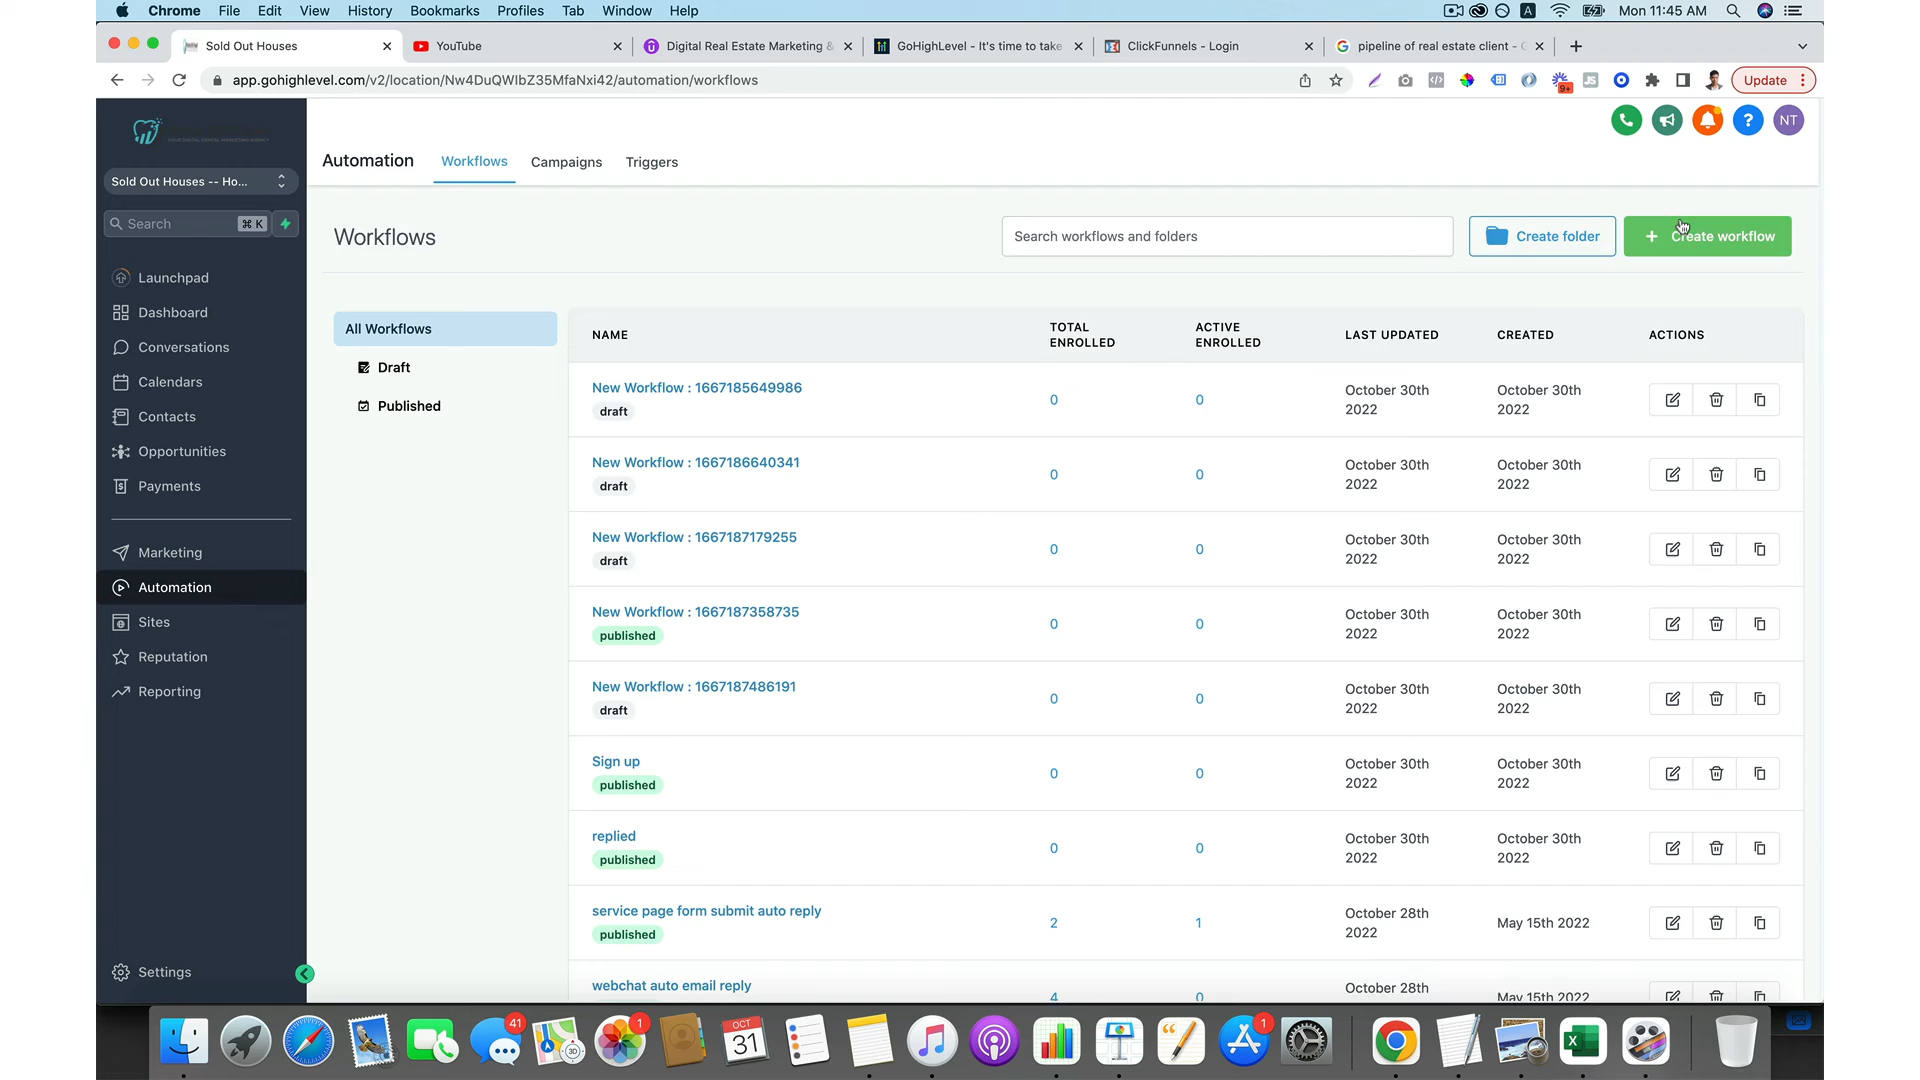 Chrome File Edit View History Bookmarks Profiles Tab Window Help
A Mon 11:45 AM
Sold Out Houses
YouTube
Digital Real Estate Marketing &
GoHighLevel - It's time to take
ClickFunnels - Login
pipeline of real estate client -
app.gohighlevel.com/v2/location/Nw4DuQWIbZ35MfaNxi42/automation/workflows
9+
JS
Update
Sold Out Houses -- Ho...
Search ⌘ K
Launchpad
Dashboard
Conversations
Calendars
Contacts
Opportunities
Payments
Marketing
Automation
Sites
Reputation
Reporting
Settings
? NT
Automation Workflows Campaigns Triggers
Workflows
Search workflows and folders
Create folder
+ Create workflow
All Workflows
Draft
Published
NAME TOTAL ENROLLED ACTIVE ENROLLED LAST UPDATED CREATED ACTIONS
New Workflow : 1667185649986 draft 0 0 October 30th 2022 October 30th 2022
New Workflow : 1667186640341 draft 0 0 October 30th 2022 October 30th 2022
New Workflow : 1667187179255 draft 0 0 October 30th 2022 October 30th 2022
New Workflow : 1667187358735 published 0 0 October 30th 2022 October 30th 2022
New Workflow : 1667187486191 draft 0 0 October 30th 2022 October 30th 2022
Sign up published 0 0 October 30th 2022 October 30th 2022
replied published 0 0 October 30th 2022 October 30th 2022
service page form submit auto reply published 2 1 October 28th 2022 May 15th 2022
webchat auto email reply 4 0 October 28th May 15th 2022
41
3D
1
OCT
31
1